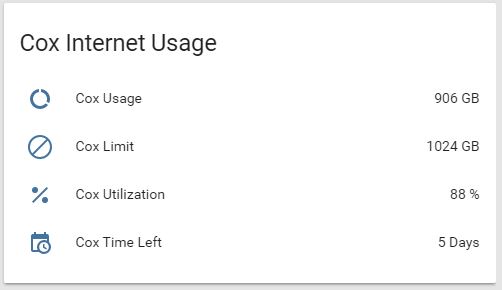 Cox Internet Usage
Cox Usage 906 GB
Cox Limit 1024 GB
Cox Utilization 88 %
Cox Time Left 5 Days